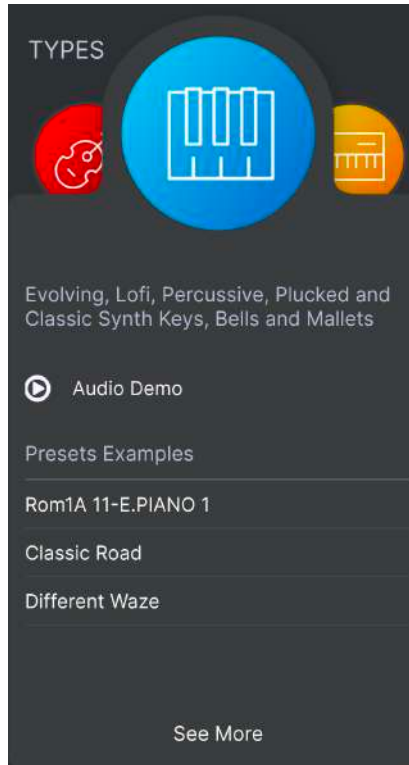 TYPES
Evolving, Lofi, Percussive, Plucked and
Classic Synth Keys, Bells and Mallets
Audio Demo
Presets Examples
Rom1A 11-E.PIANO 1
Classic Road
Different Waze
See More